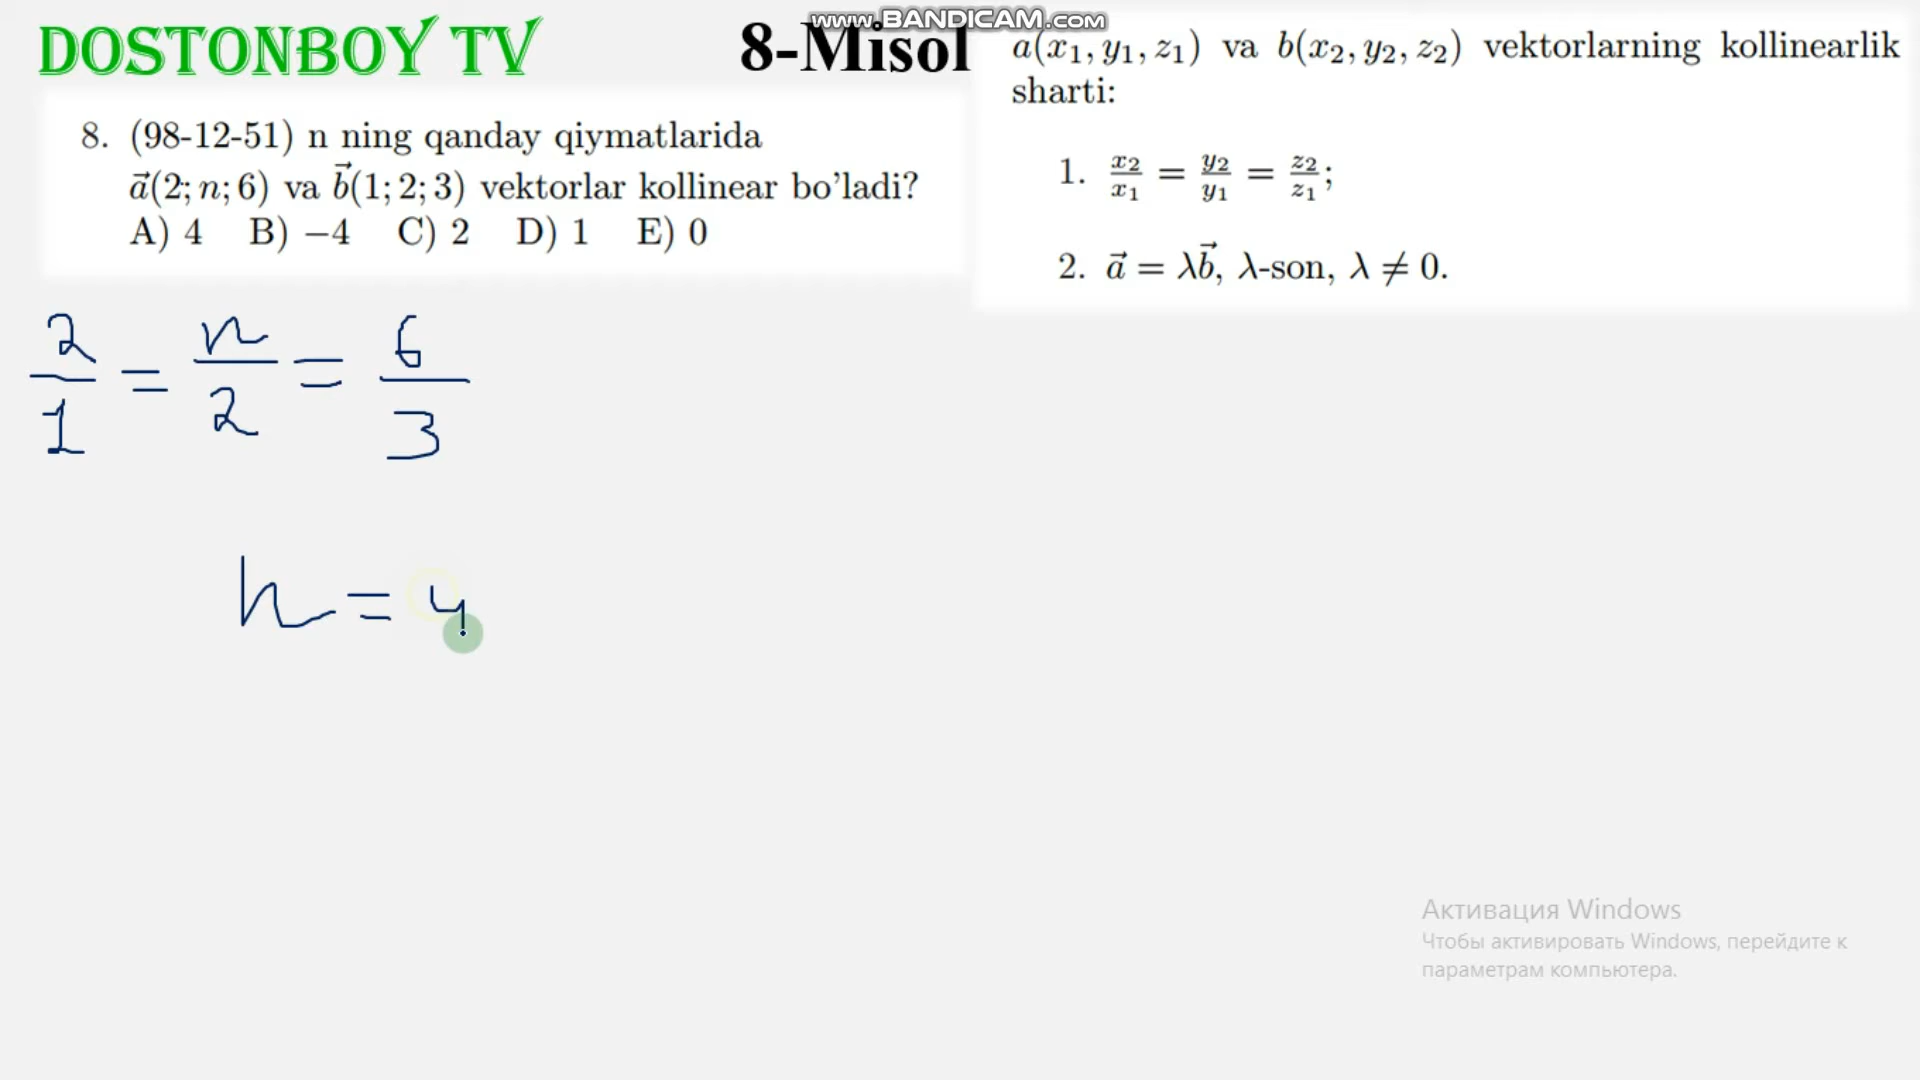 www.BANDICAM.com
DOSTONBOY TV
8-Misol
8. (98-12-51) n ning qanday qiymatlarida
a⃗(2; n; 6) va b⃗(1; 2; 3) vektorlar kollinear bo'ladi?
A) 4 B) −4 C) 2 D) 1 E) 0
a(x₁, y₁, z₁) va b(x₂, y₂, z₂) vektorlarning kollinearlik
sharti:
1. x₂/x₁ = y₂/y₁ = z₂/z₁;
2. a⃗ = λb⃗, λ-son, λ ≠ 0.
2/1 = n/2 = 6/3
n = 4
Активация Windows
Чтобы активировать Windows, перейдите к
параметрам компьютера.